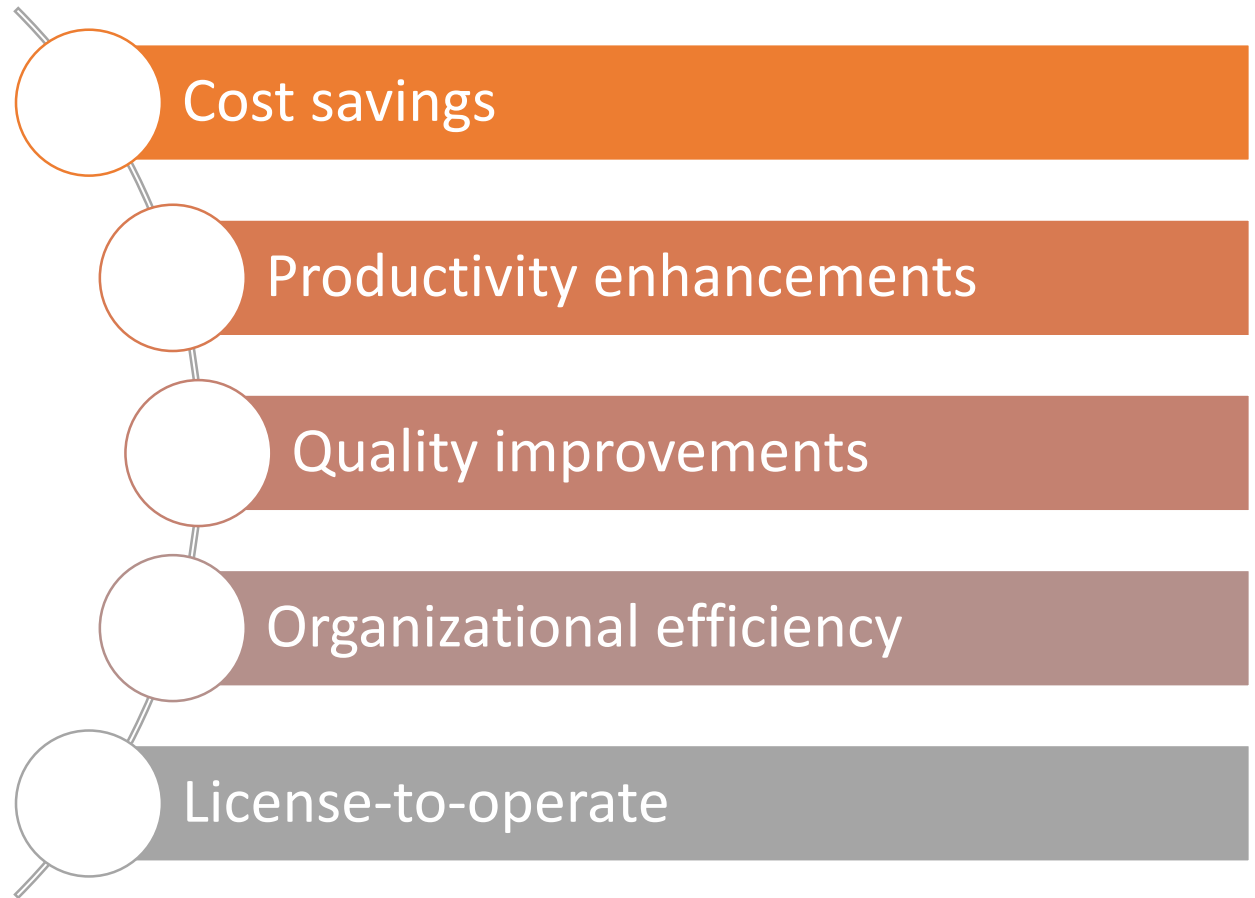 Cost savings
Productivity enhancements
Quality improvements
Organizational efficiency
License-to-operate